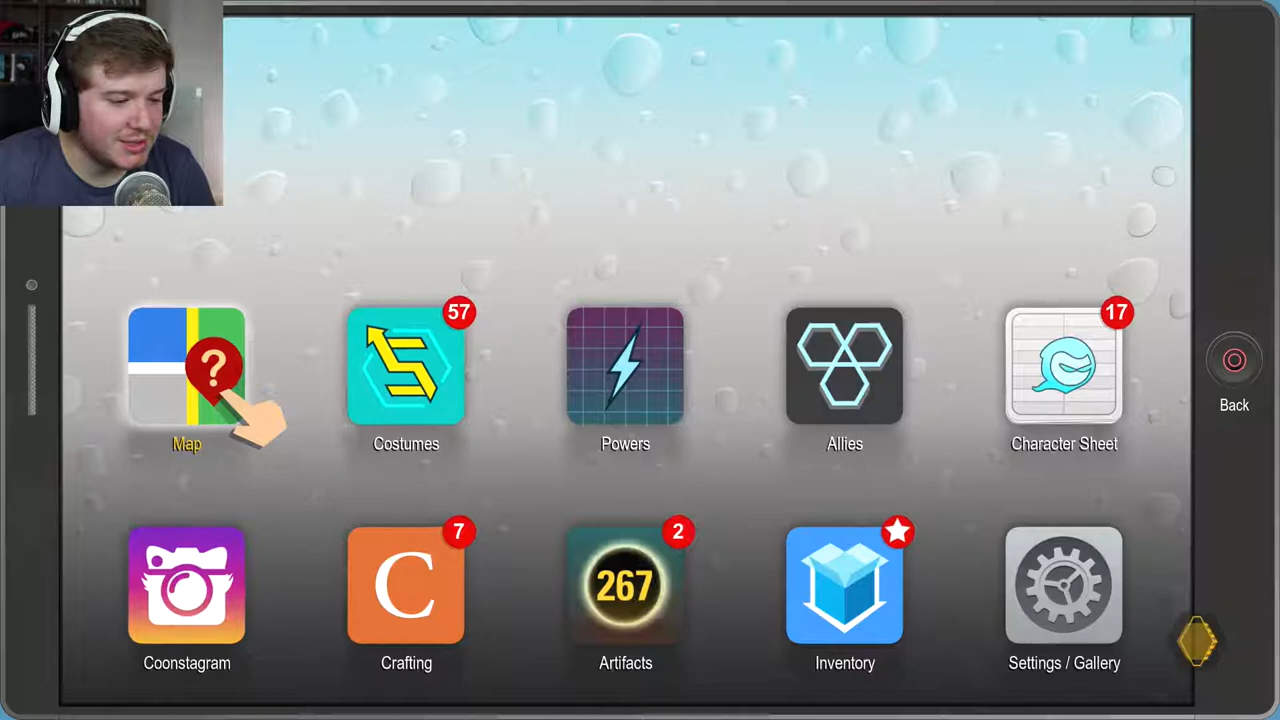 57
17
?
Map
Costumes
Powers
Allies
Character Sheet
Back
7
2
C
267
Coonstagram
Crafting
Artifacts
Inventory
Settings / Gallery